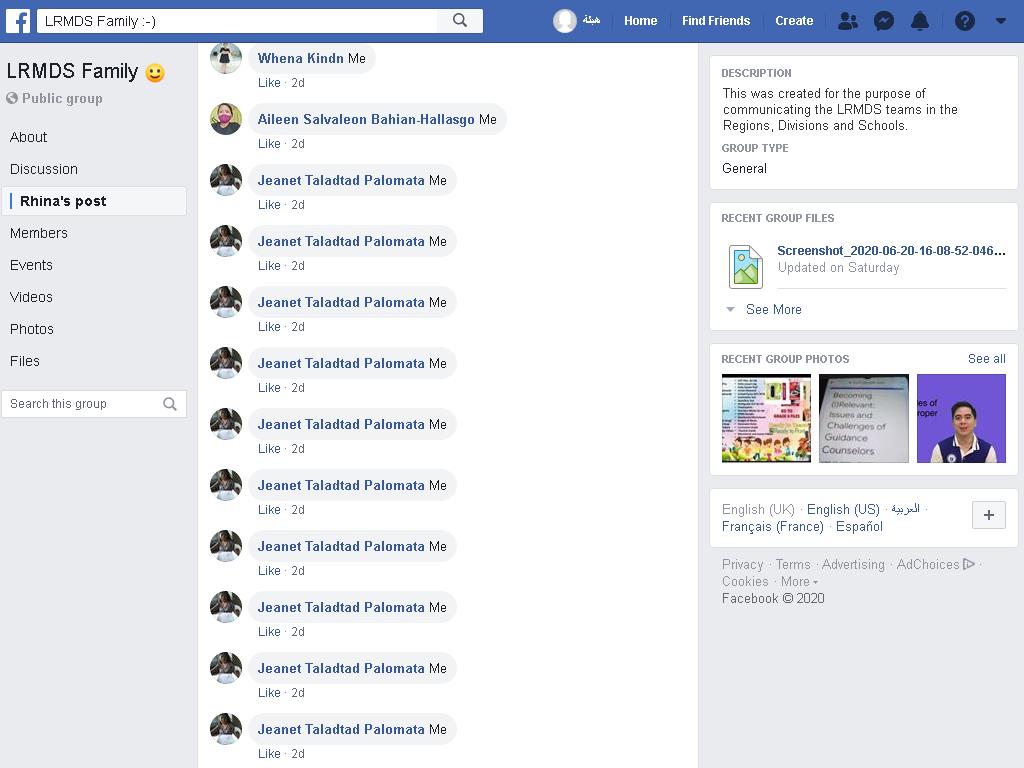 LRMDS Family :-)
هيئة
Home
Find Friends
Create
LRMDS Family
Public group
About
Discussion
Rhina's post
Members
Events
Videos
Photos
Files
Search this group
Whena Kindn Me
Like · 2d
Aileen Salvaleon Bahian-Hallasgo Me
Like · 2d
Jeanet Taladtad Palomata Me
Like · 2d
Jeanet Taladtad Palomata Me
Like · 2d
Jeanet Taladtad Palomata Me
Like · 2d
Jeanet Taladtad Palomata Me
Like · 2d
Jeanet Taladtad Palomata Me
Like · 2d
Jeanet Taladtad Palomata Me
Like · 2d
Jeanet Taladtad Palomata Me
Like · 2d
Jeanet Taladtad Palomata Me
Like · 2d
Jeanet Taladtad Palomata Me
Like · 2d
Jeanet Taladtad Palomata Me
Like · 2d
DESCRIPTION
This was created for the purpose of
communicating the LRMDS teams in the
Regions, Divisions and Schools.
GROUP TYPE
General
RECENT GROUP FILES
Screenshot_2020-06-20-16-08-52-046...
Updated on Saturday
See More
RECENT GROUP PHOTOS
See all
Becoming
(i)Relevant:
Issues and
Challenges of
Guidance
Counselors
les of
roper
English (UK) · English (US) · العربية ·
Français (France) · Español
Privacy · Terms · Advertising · AdChoices ·
Cookies · More
Facebook © 2020